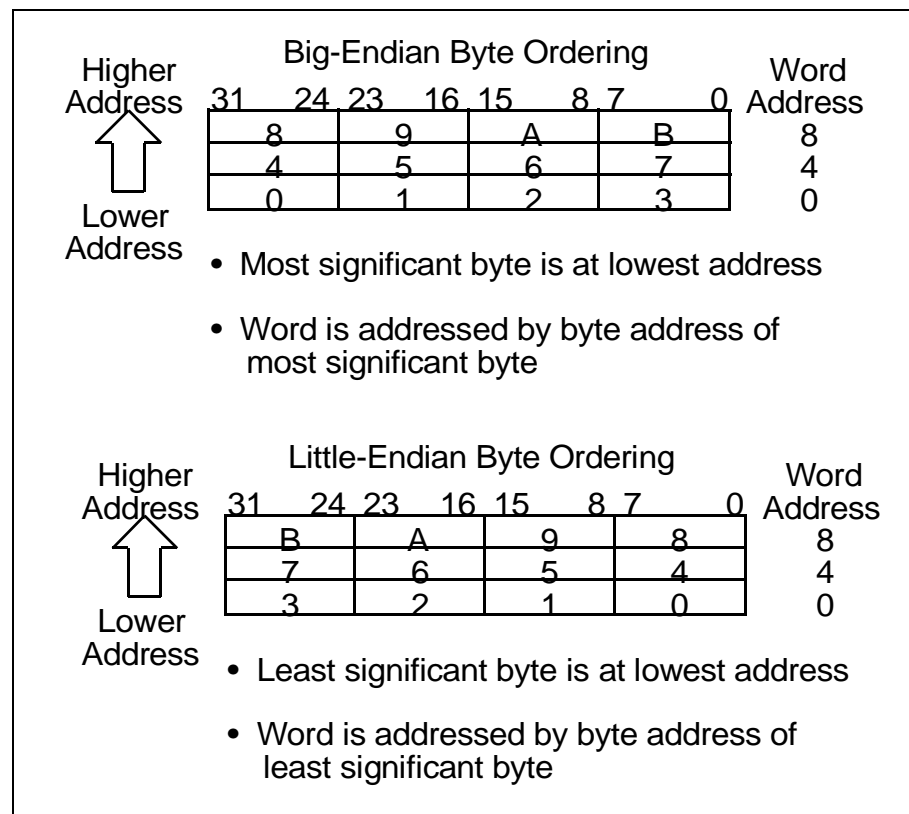 Big-Endian Byte Ordering
Higher Address
Word Address
31 24 23 16 15 8 7 0
8 9 A B 8
4 5 6 7 4
0 1 2 3 0
Lower Address
• Most significant byte is at lowest address
• Word is addressed by byte address of
most significant byte
Little-Endian Byte Ordering
Higher Address
Word Address
31 24 23 16 15 8 7 0
B A 9 8 8
7 6 5 4 4
3 2 1 0 0
Lower Address
• Least significant byte is at lowest address
• Word is addressed by byte address of
least significant byte